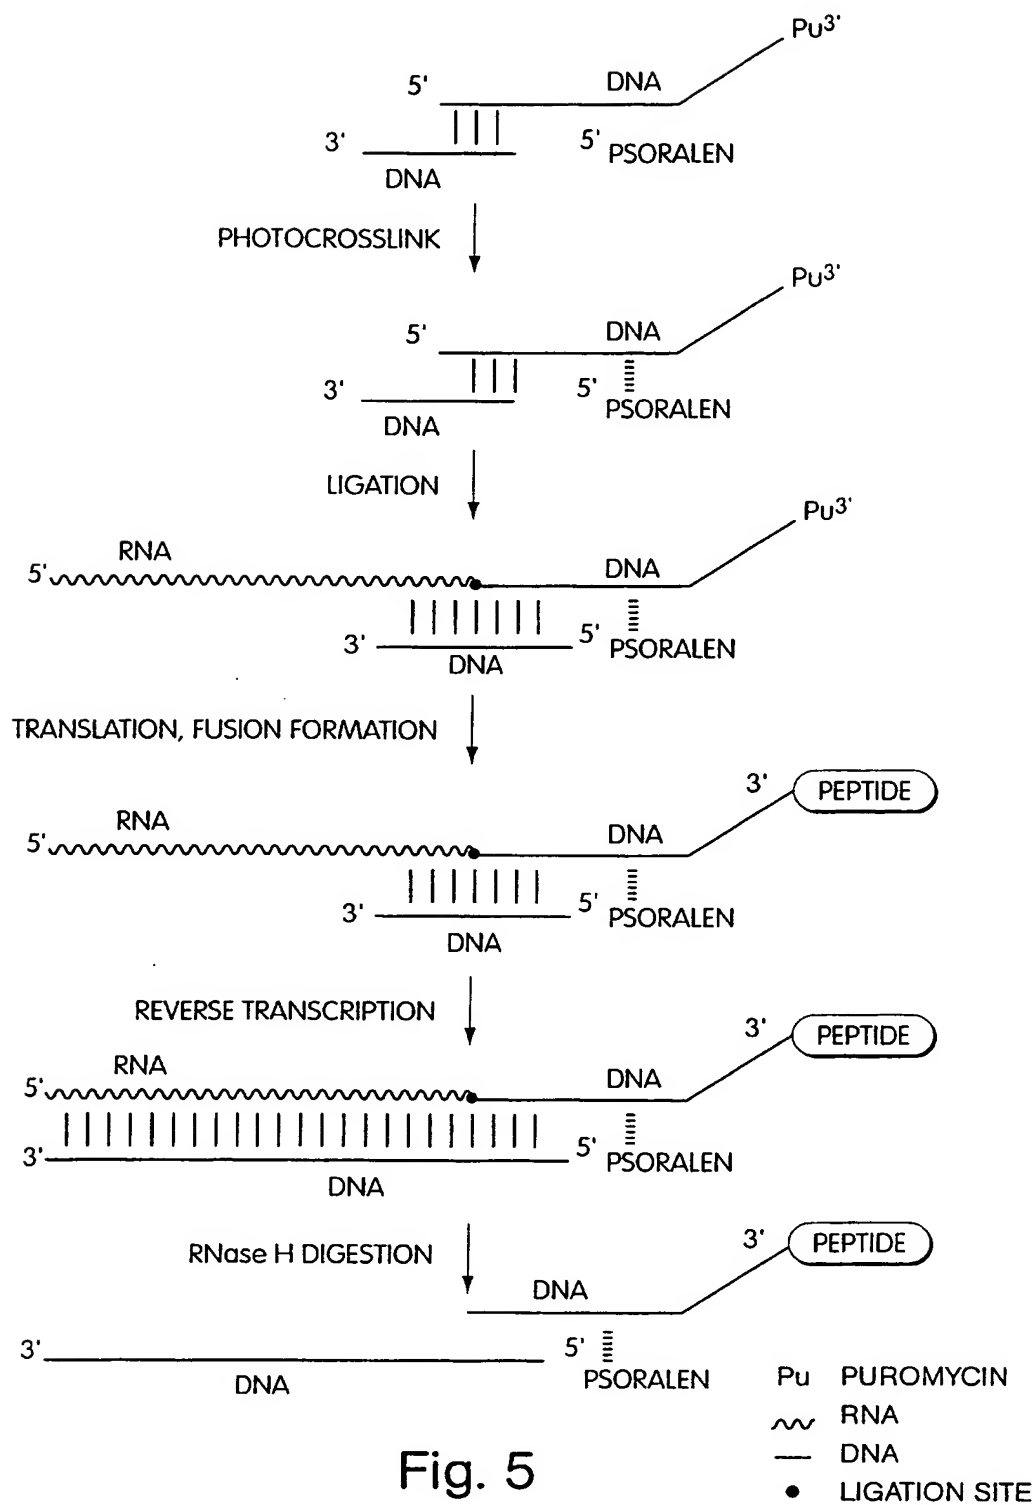 Pu3'
5'
DNA
3'
5' PSORALEN
DNA
PHOTOCROSSLINK
Pu3'
5'
DNA
3'
5'
PSORALEN
DNA
LIGATION
Pu3'
RNA
5'
DNA
3'
5'
PSORALEN
DNA
TRANSLATION, FUSION FORMATION
3' PEPTIDE
RNA
5'
DNA
3'
5'
PSORALEN
DNA
REVERSE TRANSCRIPTION
3' PEPTIDE
RNA
5'
DNA
3'
5'
PSORALEN
DNA
RNase H DIGESTION
3' PEPTIDE
DNA
3'
5'
PSORALEN
DNA
Pu PUROMYCIN
RNA
DNA
LIGATION SITE
Fig. 5